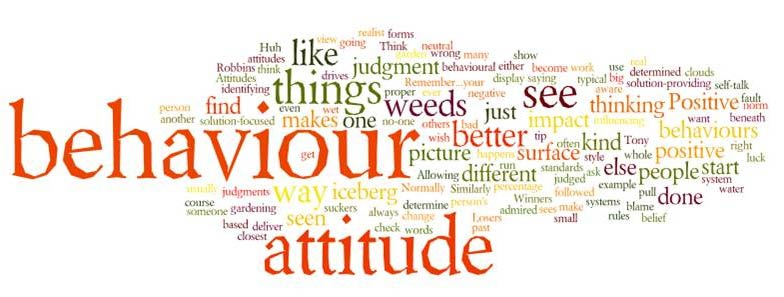 realist forms
view going Think neutral
Huh like garden wrong many show
attitudes judgment behavioural either become work use real
Robbins think drives Remember...your display saying typical big determined clouds
Attitudes things proper ever negative see aware solution-providing self-talk
identifying weeds thinking Positive fault
person find even wet just impact influencing norm
another solution-focused makes one no-one others bad want beneath
behaviour wish better tip often kind Tony behaviours
get picture happens surface style whole positive right
Allowing different run standards else people start luck
usually judgments way iceberg Normally Similarly percentage judged ask example pull system
course seen suckers always determine person's Winners followed systems blame done water
someone gardening change Losers admired sees make rules belief
based deliver check words past small
closest attitude